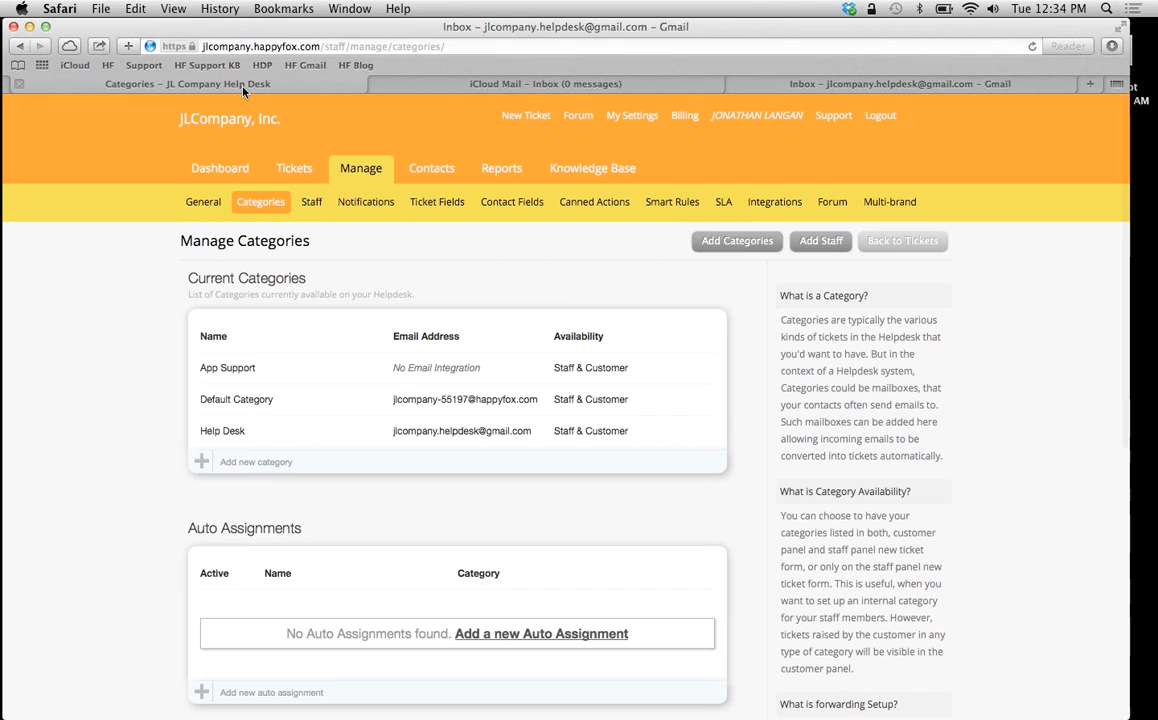 Safari File Edit View History Bookmarks Window Help Tue 12:34 PM
Inbox – jlcompany.helpdesk@gmail.com – Gmail
https jlcompany.happyfox.com/staff/manage/categories/ Reader
iCloud HF Support HF Support KB HDP HF Gmail HF Blog
Categories – JL Company Help Desk iCloud Mail – Inbox (0 messages) Inbox – jlcompany.helpdesk@gmail.com – Gmail
AM
JLCompany, Inc. New Ticket Forum My Settings Billing JONATHAN LANGAN Support Logout
Dashboard Tickets Manage Contacts Reports Knowledge Base
General Categories Staff Notifications Ticket Fields Contact Fields Canned Actions Smart Rules SLA Integrations Forum Multi-brand
Manage Categories Add Categories Add Staff Back to Tickets
Current Categories
List of Categories currently available on your Helpdesk.
Name Email Address Availability
App Support No Email Integration Staff & Customer
Default Category jlcompany-55197@happyfox.com Staff & Customer
Help Desk jlcompany.helpdesk@gmail.com Staff & Customer
Add new category
Auto Assignments
Active Name Category
No Auto Assignments found. Add a new Auto Assignment
Add new auto assignment
What is a Category?
Categories are typically the various
kinds of tickets in the Helpdesk that
you'd want to have. But in the
context of a Helpdesk system,
Categories could be mailboxes, that
your contacts often send emails to.
Such mailboxes can be added here
allowing incoming emails to be
converted into tickets automatically.
What is Category Availability?
You can choose to have your
categories listed in both, customer
panel and staff panel new ticket
form, or only on the staff panel new
ticket form. This is useful, when you
want to set up an internal category
for your staff members. However,
tickets raised by the customer in any
type of category will be visible in the
customer panel.
What is forwarding Setup?